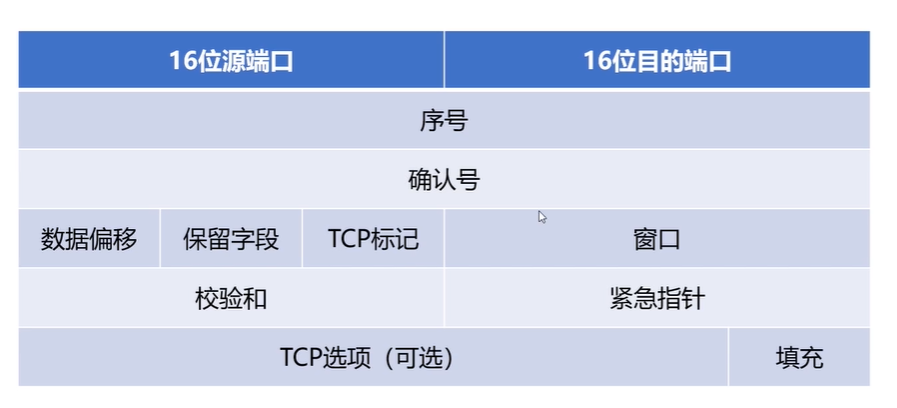 16位源端口 16位目的端口
序号
确认号
数据偏移 保留字段 TCP标记 窗口
校验和 紧急指针
TCP选项（可选） 填充